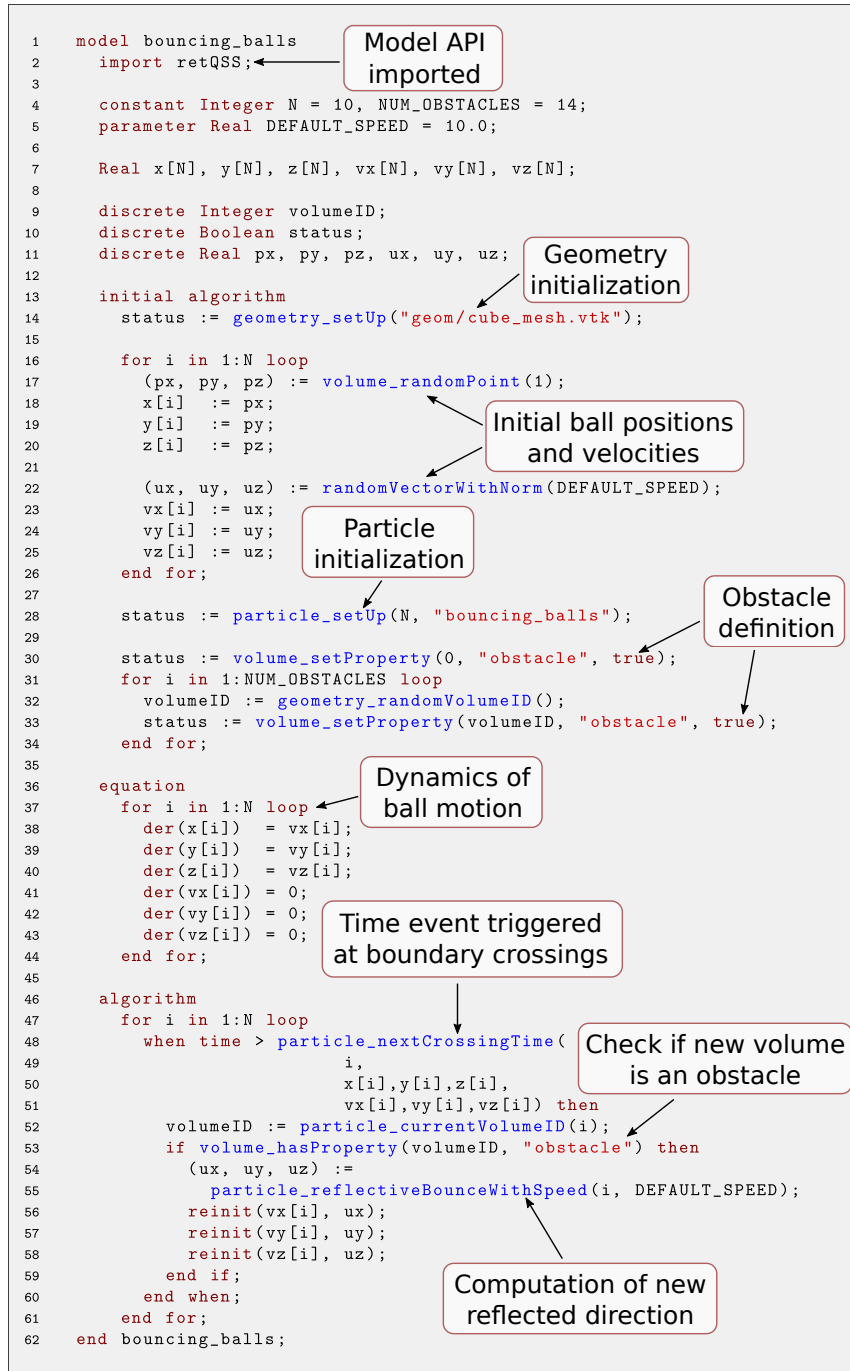 1 model bouncing_balls
2 import retQSS;
Model API
imported
3
4 constant Integer N = 10, NUM_OBSTACLES = 14;
5 parameter Real DEFAULT_SPEED = 10.0;
6
7 Real x[N], y[N], z[N], vx[N], vy[N], vz[N];
8
9 discrete Integer volumeID;
10 discrete Boolean status;
11 discrete Real px, py, pz, ux, uy, uz;
Geometry
initialization
12
13 initial algorithm
14 status := geometry_setUp("geom/cube_mesh.vtk");
15
16 for i in 1:N loop
17 (px, py, pz) := volume_randomPoint(1);
18 x[i] := px;
19 y[i] := py;
20 z[i] := pz;
Initial ball positions
and velocities
21
22 (ux, uy, uz) := randomVectorWithNorm(DEFAULT_SPEED);
23 vx[i] := ux;
24 vy[i] := uy;
25 vz[i] := uz;
Particle
initialization
26 end for;
27
28 status := particle_setUp(N, "bouncing_balls");
Obstacle
definition
29
30 status := volume_setProperty(0, "obstacle", true);
31 for i in 1:NUM_OBSTACLES loop
32 volumeID := geometry_randomVolumeID();
33 status := volume_setProperty(volumeID, "obstacle", true);
34 end for;
35
36 equation
Dynamics of
ball motion
37 for i in 1:N loop
38 der(x[i]) = vx[i];
39 der(y[i]) = vy[i];
40 der(z[i]) = vz[i];
41 der(vx[i]) = 0;
42 der(vy[i]) = 0;
43 der(vz[i]) = 0;
Time event triggered
at boundary crossings
44 end for;
45
46 algorithm
47 for i in 1:N loop
48 when time > particle_nextCrossingTime(
49 i,
50 x[i],y[i],z[i],
51 vx[i],vy[i],vz[i]) then
Check if new volume
is an obstacle
52 volumeID := particle_currentVolumeID(i);
53 if volume_hasProperty(volumeID, "obstacle") then
54 (ux, uy, uz) :=
55 particle_reflectiveBounceWithSpeed(i, DEFAULT_SPEED);
56 reinit(vx[i], ux);
57 reinit(vy[i], uy);
58 reinit(vz[i], uz);
59 end if;
Computation of new
reflected direction
60 end when;
61 end for;
62 end bouncing_balls;